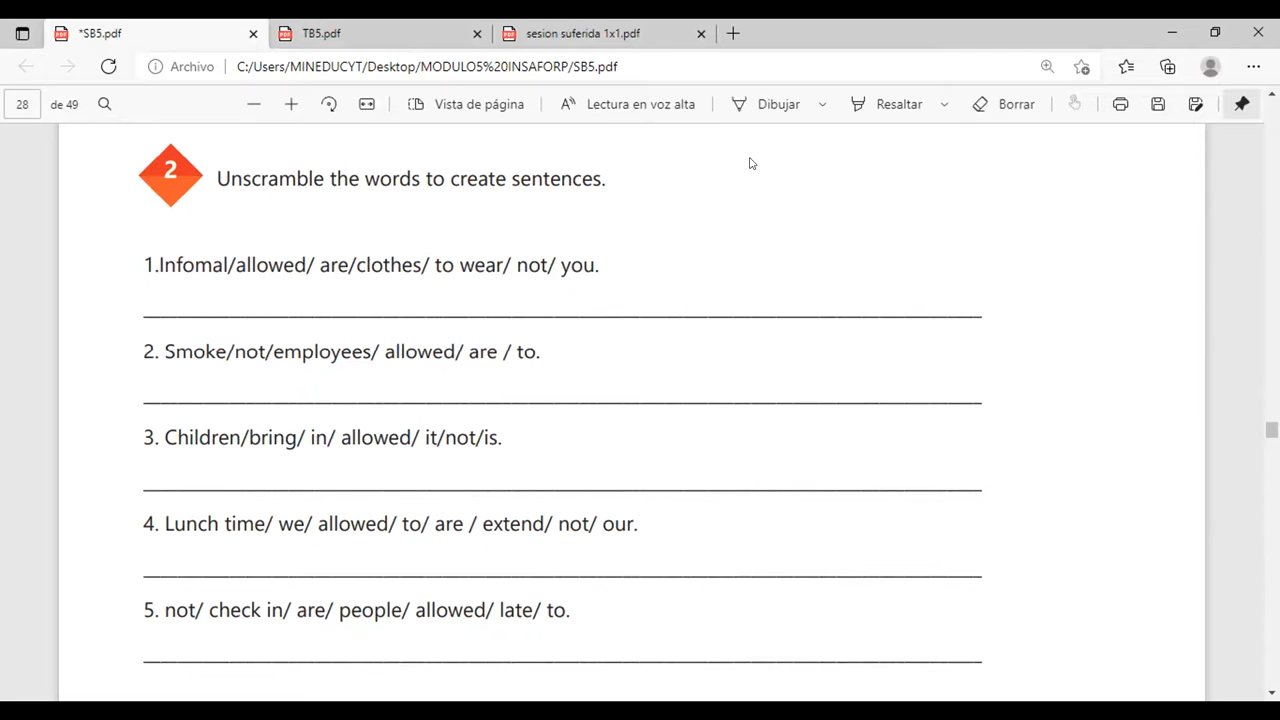 *SB5.pdf
TB5.pdf
sesion suferida 1x1.pdf
Archivo
C:/Users/MINEDUCYT/Desktop/MODULO5%20INSAFORP/SB5.pdf
28 de 49
Vista de página
Lectura en voz alta
Dibujar
Resaltar
Borrar
2
Unscramble the words to create sentences.
1.Infomal/allowed/ are/clothes/ to wear/ not/ you.
2. Smoke/not/employees/ allowed/ are / to.
3. Children/bring/ in/ allowed/ it/not/is.
4. Lunch time/ we/ allowed/ to/ are / extend/ not/ our.
5. not/ check in/ are/ people/ allowed/ late/ to.